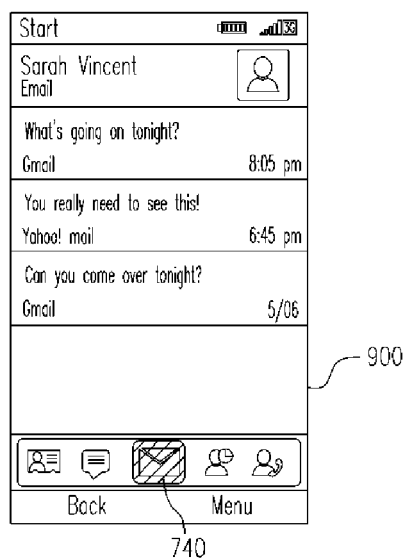 Start 3G
Sarah Vincent
Email
What's going on tonight?
Gmail 8:05 pm
You really need to see this!
Yahoo! mail 6:45 pm
Can you come over tonight?
Gmail 5/06
900
Back Menu
740